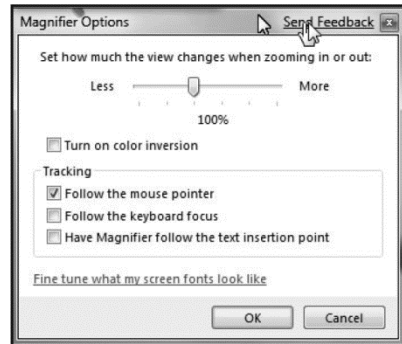 Magnifier Options
Send Feedback
Set how much the view changes when zooming in or out:
Less More
100%
Turn on color inversion
Tracking
Follow the mouse pointer
Follow the keyboard focus
Have Magnifier follow the text insertion point
Fine tune what my screen fonts look like
OK Cancel